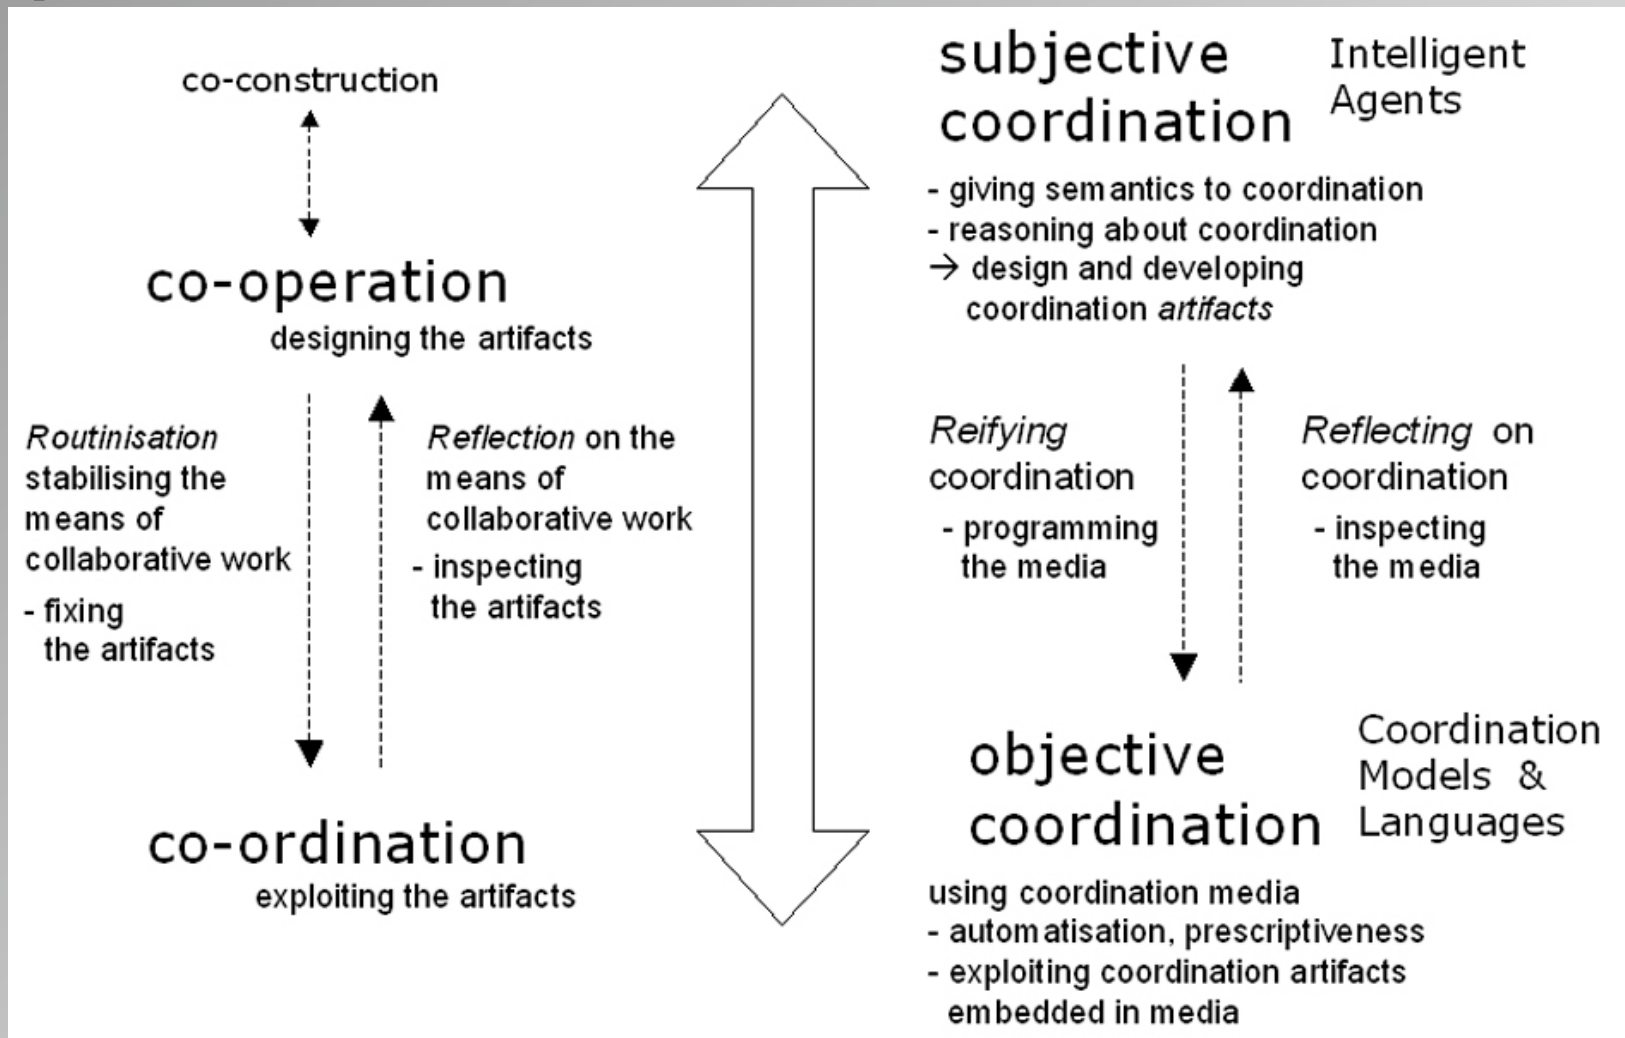 co-construction
co-operation
designing the artifacts
Routinisation
stabilising the
means of
collaborative work
- fixing
the artifacts
Reflection on the
means of
collaborative work
- inspecting
the artifacts
co-ordination
exploiting the artifacts
subjective
coordination
Intelligent
Agents
- giving semantics to coordination
- reasoning about coordination
→ design and developing
coordination artifacts
Reifying
coordination
- programming
the media
Reflecting on
coordination
- inspecting
the media
objective
coordination
Coordination
Models &
Languages
using coordination media
- automatisation, prescriptiveness
- exploiting coordination artifacts
embedded in media